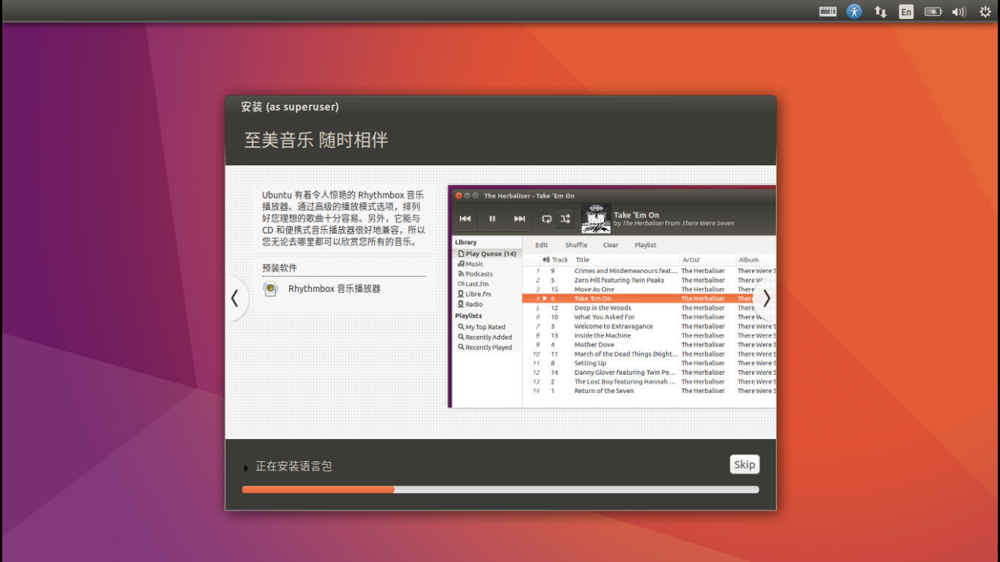 En
安装 (as superuser)
至美音乐 随时相伴
Ubuntu 有着令人惊艳的 Rhythmbox 音乐
播放器。通过高级的播放模式选项，排列
好您理想的歌曲十分容易。另外，它能与
CD 和便携式音乐播放器很好地兼容，所以
您无论去哪里都可以欣赏您所有的音乐。
预装软件
Rhythmbox 音乐播放器
The Herbaliser - Take 'Em On
Take 'Em On
by The Herbaliser from There Were Seven
Library
Play Queue (14)
Music
Podcasts
Last.fm
Libre.fm
Radio
Playlists
My Top Rated
Recently Added
Recently Played
Edit Shuffle Clear Playlist
Track Title Artist Album
1 9 Crimes and Misdemeanours feat... The Herbaliser There Were S
2 5 Zero Hill featuring Twin Peaks The Herbaliser There W
3 15 Move As One The Herbaliser There
4 6 Take 'Em On The Herbaliser There
5 12 Deep in the Woods The Herbaliser There
6 10 What You Asked For The Herbaliser There W
7 3 Welcome to Extravagance The Herbaliser There Were S
8 13 Inside the Machine The Herbaliser There Were S
9 4 Mother Dove The Herbaliser There Were S
10 11 March of the Dead Things (Night... The Herbaliser There Were S
11 8 Setting Up The Herbaliser There Were S
12 14 Danny Glover featuring Twin Pe... The Herbaliser There Were S
13 2 The Lost Boy featuring Hannah ... The Herbaliser There Were S
14 1 Return of the Seven The Herbaliser There Were S
正在安装语言包
Skip